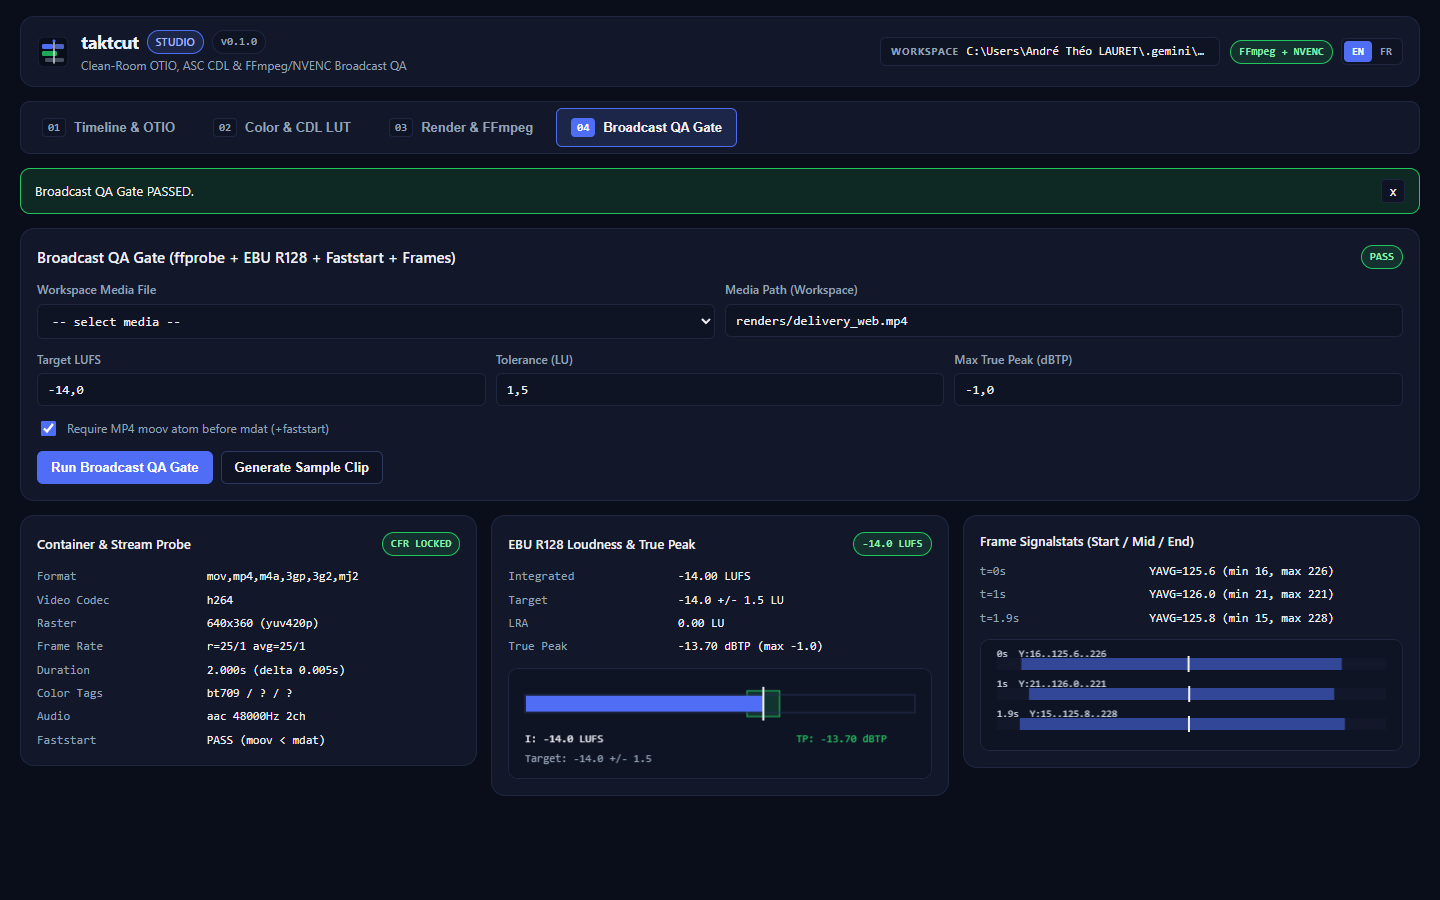 taktcut STUDIO v0.1.0
Clean-Room OTIO, ASC CDL & FFmpeg/NVENC Broadcast QA
WORKSPACE C:\Users\André Théo LAURET\.gemini\…
FFmpeg + NVENC
EN FR
01 Timeline & OTIO
02 Color & CDL LUT
03 Render & FFmpeg
04 Broadcast QA Gate
Broadcast QA Gate PASSED.
x
Broadcast QA Gate (ffprobe + EBU R128 + Faststart + Frames)
PASS
Workspace Media File
-- select media --
Media Path (Workspace)
renders/delivery_web.mp4
Target LUFS
-14,0
Tolerance (LU)
1,5
Max True Peak (dBTP)
-1,0
Require MP4 moov atom before mdat (+faststart)
Run Broadcast QA Gate
Generate Sample Clip
Container & Stream Probe
CFR LOCKED
Format mov,mp4,m4a,3gp,3g2,mj2
Video Codec h264
Raster 640x360 (yuv420p)
Frame Rate r=25/1 avg=25/1
Duration 2.000s (delta 0.005s)
Color Tags bt709 / ? / ?
Audio aac 48000Hz 2ch
Faststart PASS (moov < mdat)
EBU R128 Loudness & True Peak
-14.0 LUFS
Integrated -14.00 LUFS
Target -14.0 +/- 1.5 LU
LRA 0.00 LU
True Peak -13.70 dBTP (max -1.0)
I: -14.0 LUFS
TP: -13.70 dBTP
Target: -14.0 +/- 1.5
Frame Signalstats (Start / Mid / End)
t=0s YAVG=125.6 (min 16, max 226)
t=1s YAVG=126.0 (min 21, max 221)
t=1.9s YAVG=125.8 (min 15, max 228)
0s Y:16..125.6..226
1s Y:21..126.0..221
1.9s Y:15..125.8..228